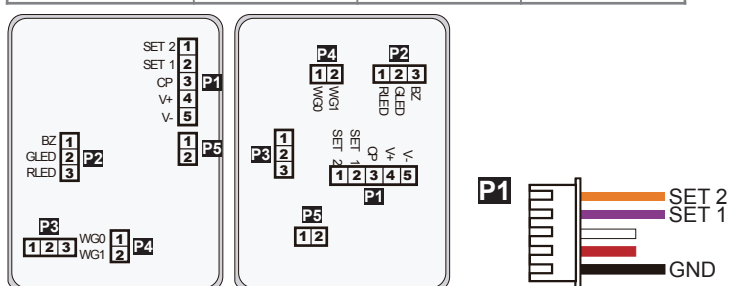 SET 2 1
SET 1 2
CP 3 P1
V+ 4
V- 5
1
2 P5
BZ 1
GLED 2 P2
RLED 3
P3
1 2 3
WG0 1
WG1 2 P4
P4
1 2
WG0 WG1
P2
1 2 3
RLED GLED BZ
P3
1
2
3
SET 2 SET 1 CP V+ V-
1 2 3 4 5
P1
P5
1 2
P1
SET 2
SET 1
GND